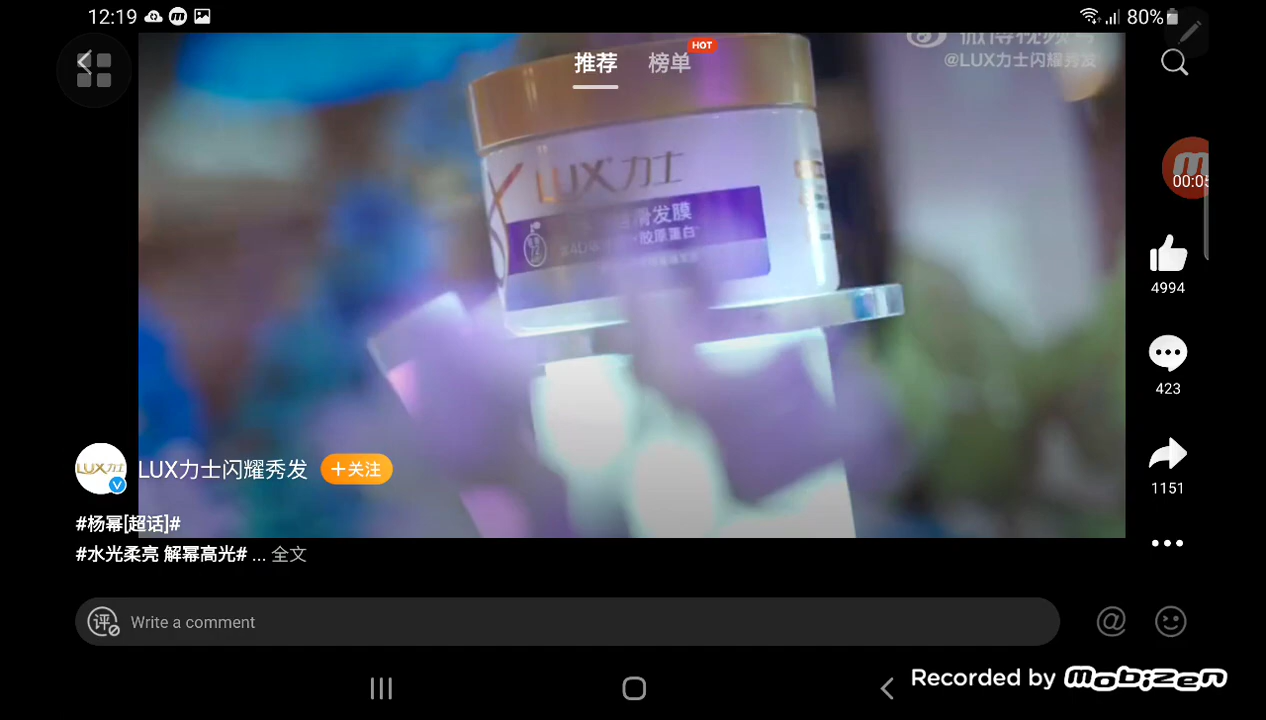 12:19
80%
推荐
榜单
HOT
@LUX力士闪耀秀发
LUX力士
滑发膜
胶原蛋白
00:05
4994
423
1151
LUX力士
LUX力士闪耀秀发
+关注
#杨幂[超话]#
#水光柔亮 解幂高光# ... 全文
评
Write a comment
Recorded by mobizen